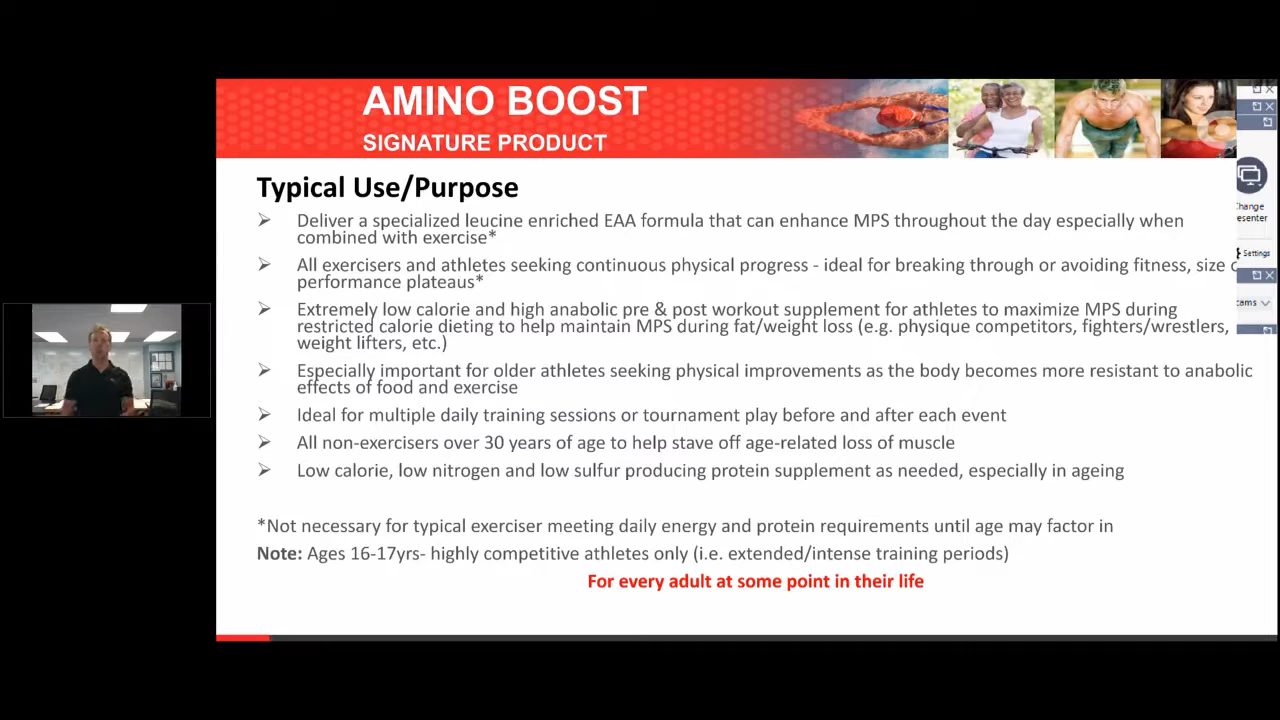 AMINO BOOST
SIGNATURE PRODUCT
Typical Use/Purpose
Deliver a specialized leucine enriched EAA formula that can enhance MPS throughout the day especially when
combined with exercise*
All exercisers and athletes seeking continuous physical progress - ideal for breaking through or avoiding fitness, size
performance plateaus*
Extremely low calorie and high anabolic pre & post workout supplement for athletes to maximize MPS during
restricted calorie dieting to help maintain MPS during fat/weight loss (e.g. physique competitors, fighters/wrestlers,
weight lifters, etc.)
Especially important for older athletes seeking physical improvements as the body becomes more resistant to anabolic
effects of food and exercise
Ideal for multiple daily training sessions or tournament play before and after each event
All non-exercisers over 30 years of age to help stave off age-related loss of muscle
Low calorie, low nitrogen and low sulfur producing protein supplement as needed, especially in ageing
*Not necessary for typical exerciser meeting daily energy and protein requirements until age may factor in
Note: Ages 16-17yrs- highly competitive athletes only (i.e. extended/intense training periods)
For every adult at some point in their life
Change
esenter
Settings
ams